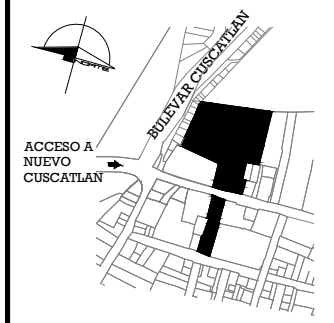 NORTE
BULEVAR CUSCATLAN
ACCESO A
NUEVO
CUSCATLAN